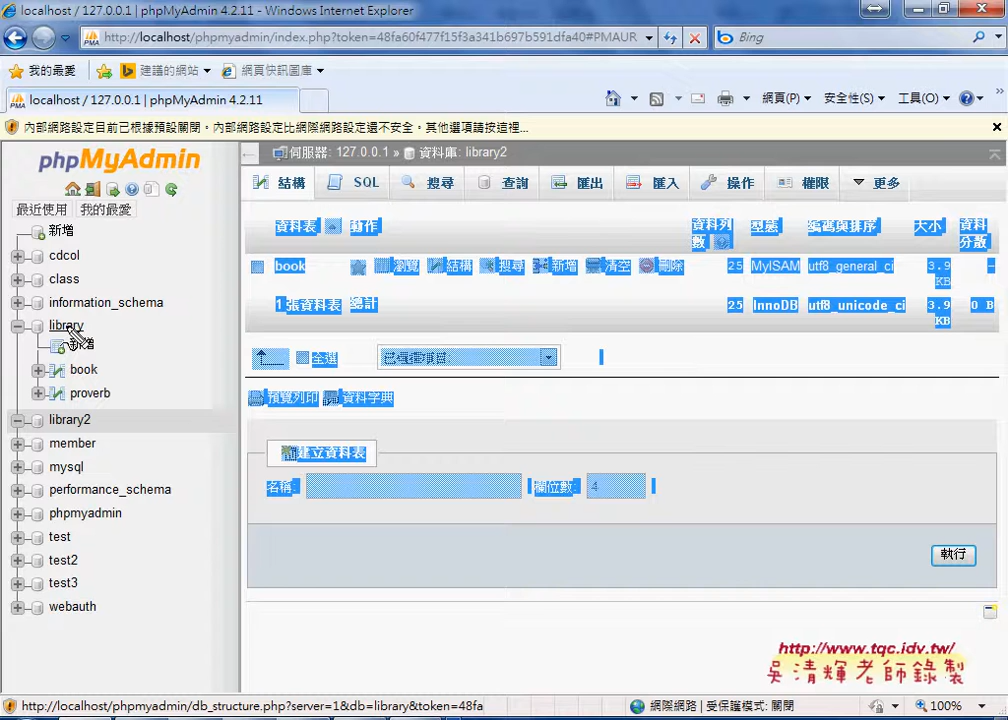 localhost / 127.0.0.1 | phpMyAdmin 4.2.11 - Windows Internet Explorer
http://localhost/phpmyadmin/index.php?token=48fa60f477f15f3a341b697b591dfa40#PMAUR
Bing
我的最愛 建議的網站 網頁快訊圖庫
localhost / 127.0.0.1 | phpMyAdmin 4.2.11
網頁(P) 安全性(S) 工具(O)
內部網路設定目前已根據預設關閉。內部網路設定比網際網路設定還不安全。其他選項請按這裡...
phpMyAdmin
伺服器: 127.0.0.1 » 資料庫: library2
結構 SQL 搜尋 查詢 匯出 匯入 操作 權限 更多
最近使用 我的最愛
新增
cdcol
class
information_schema
library
新增
book
proverb
library2
member
mysql
performance_schema
phpmyadmin
test
test2
test3
webauth
資料表 動作 資料列數 型態 編碼與排序 大小 資料分散
book 瀏覽 結構 搜尋 新增 清空 刪除 25 MyISAM utf8_general_ci 3.9 KB –
1 張資料表 總計 25 InnoDB utf8_unicode_ci 3.9 KB 0 B
全選 已選擇項目:
預覽列印 資料字典
建立資料表
名稱: 欄位數: 4
執行
http://www.tqc.idv.tw/
吳清輝老師錄製
http://localhost/phpmyadmin/db_structure.php?server=1&db=library&token=48fa
網際網路 | 受保護模式: 關閉
100%